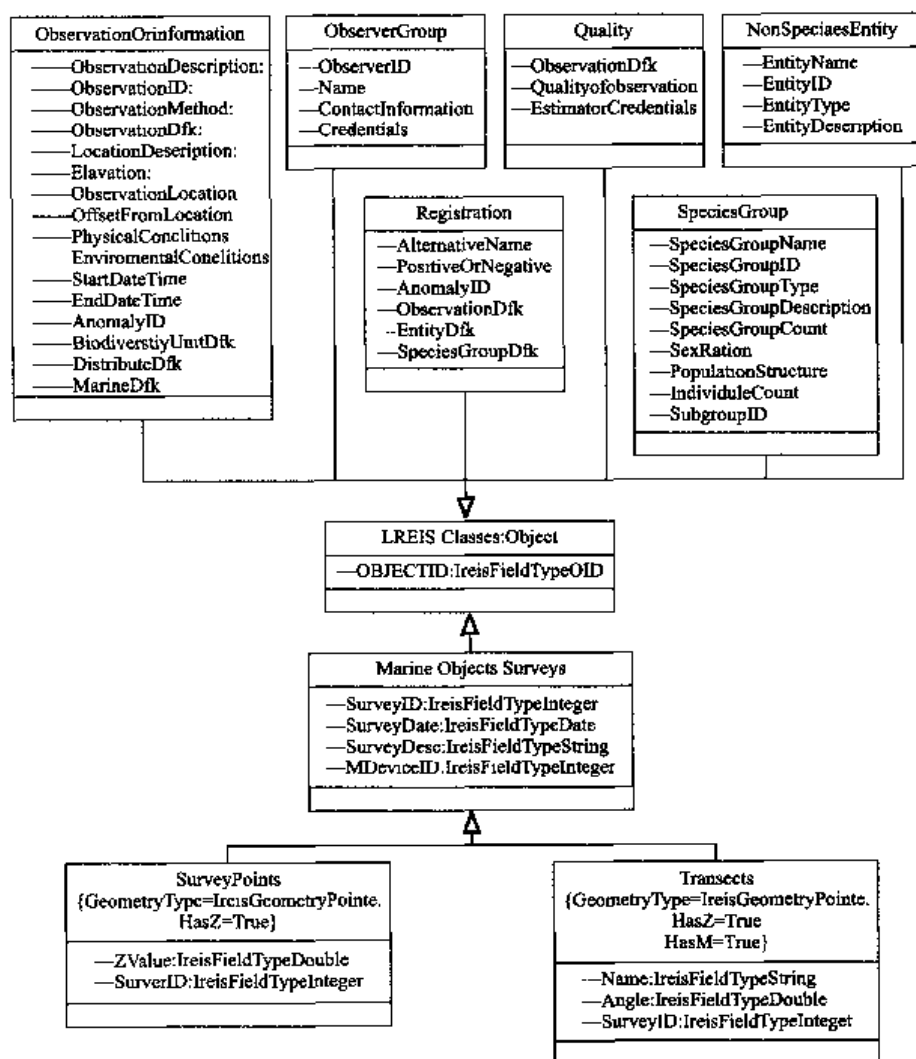 ObservationOrinformation
ObservationDescription:
ObservationID:
ObservationMethod:
ObservationDfk:
LocationDeseription:
Elavation:
ObservationLocation
OffsetFromLocation
PhysicalConclitions
EnviromentalConelitions
StartDateTime
EndDateTime
AnomalyID
BiodiverstiyUnitDfk
DistributeDfk
MarineDfk
ObserverGroup
ObserverID
Name
ContactInformation
Credentials
Quality
ObservationDfk
Qualityofobservation
EstimatorCredentials
NonSpeciaesEntity
EntityName
EntityID
EntityType
EntityDescription
Registration
AlternativeName
PositiveOrNegative
AnomalyID
ObservationDfk
EntityDfk
SpeciesGroupDfk
SpeciesGroup
SpeciesGroupName
SpeciesGroupID
SpeciesGroupType
SpeciesGroupDescription
SpeciesGroupCount
SexRation
PopulationStructure
IndividuleCount
SubgroupID
LREIS Classes:Object
OBJECTID:IreisFieldTypeOID
Marine Objects Surveys
SurveyID:IreisFieldTypeInteger
SurveyDate:IreisFieldTypeDate
SurveyDesc:IreisFieldTypeString
MDeviceID:IreisFieldTypeInteger
SurveyPoints
{GeometryType=IreisGeometryPointe.
HasZ=True}
ZValue:IreisFieldTypeDouble
SurverID:IreisFieldTypeInteger
Transects
{GeometryType=IreisGeometryPointe.
HasZ=True
HasM=True}
Name:IreisFieldTypeString
Angle:IreisFieldTypeDouble
SurveyID:IreisFieldTypeInteget